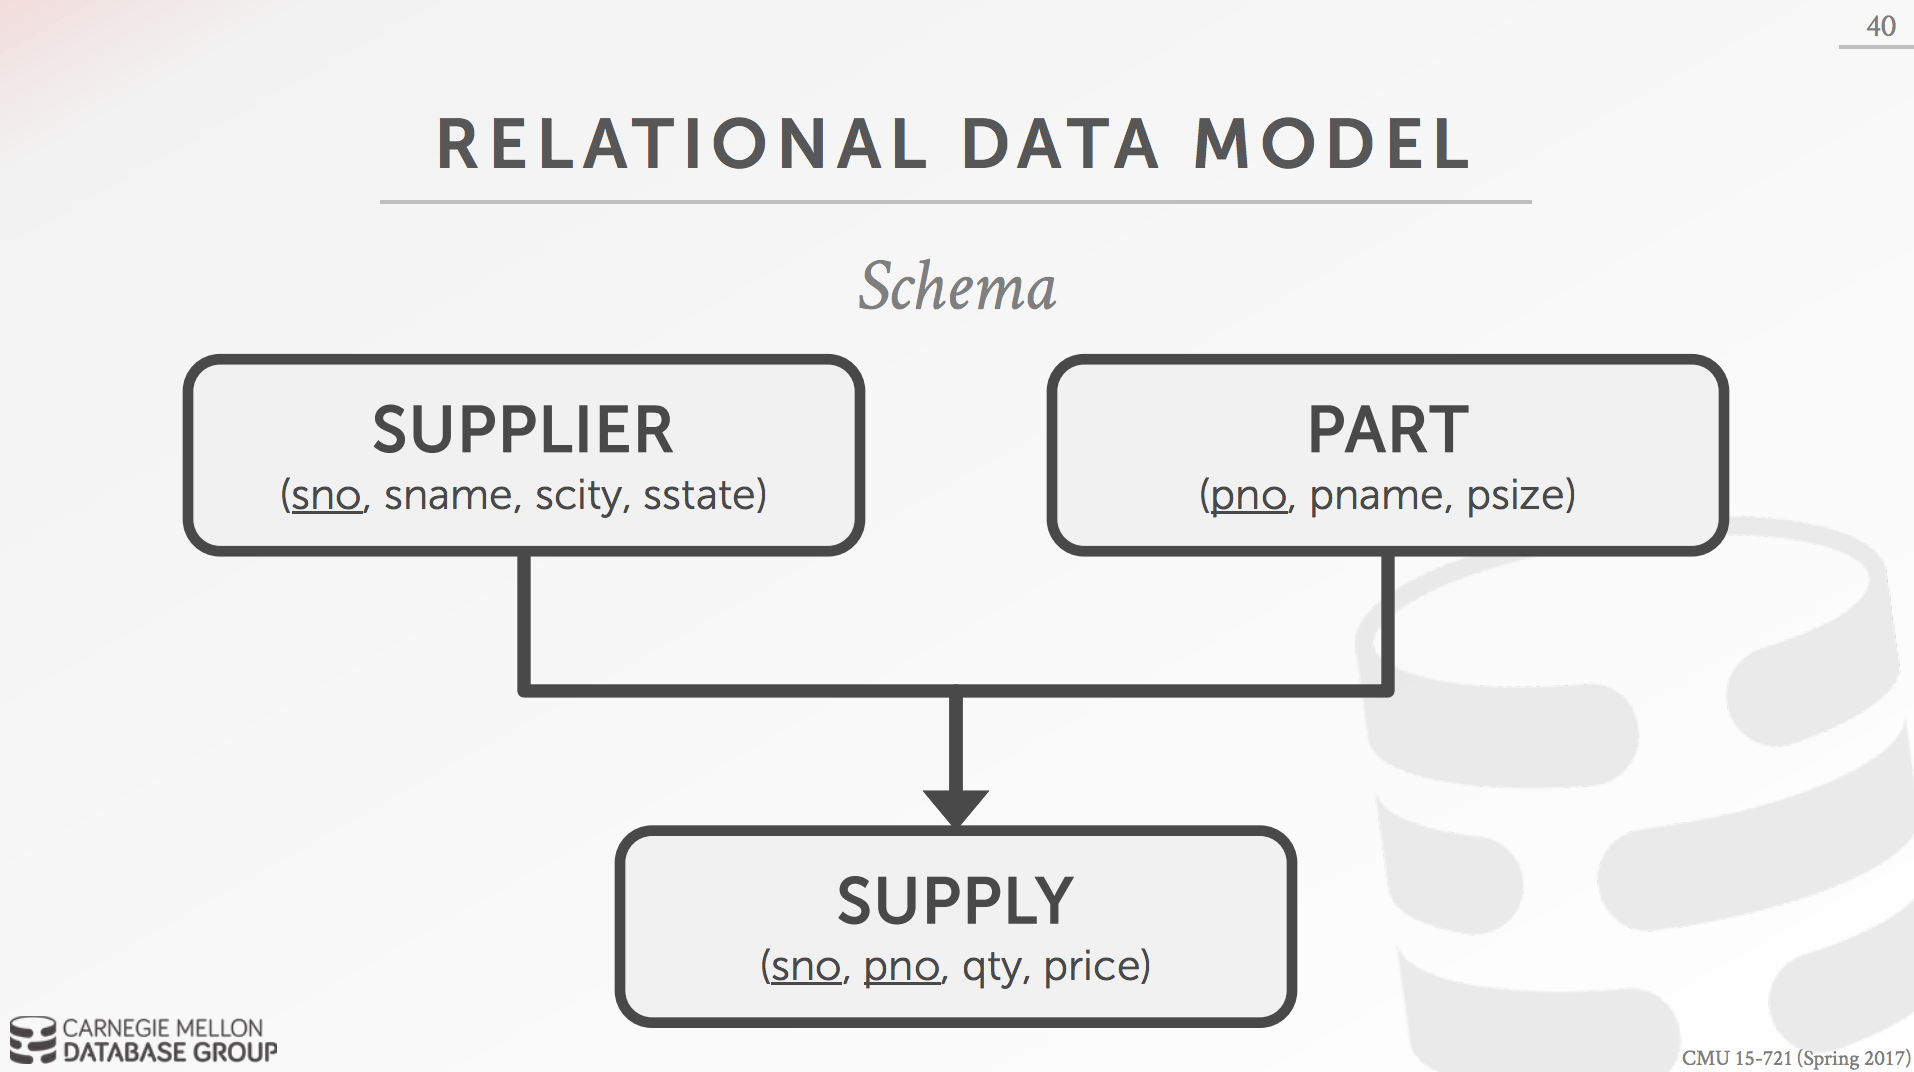 40
RELATIONAL DATA MODEL
Schema
SUPPLIER
(sno, sname, scity, sstate)
PART
(pno, pname, psize)
SUPPLY
(sno, pno, qty, price)
CARNEGIE MELLON
DATABASE GROUP
CMU 15-721 (Spring 2017)